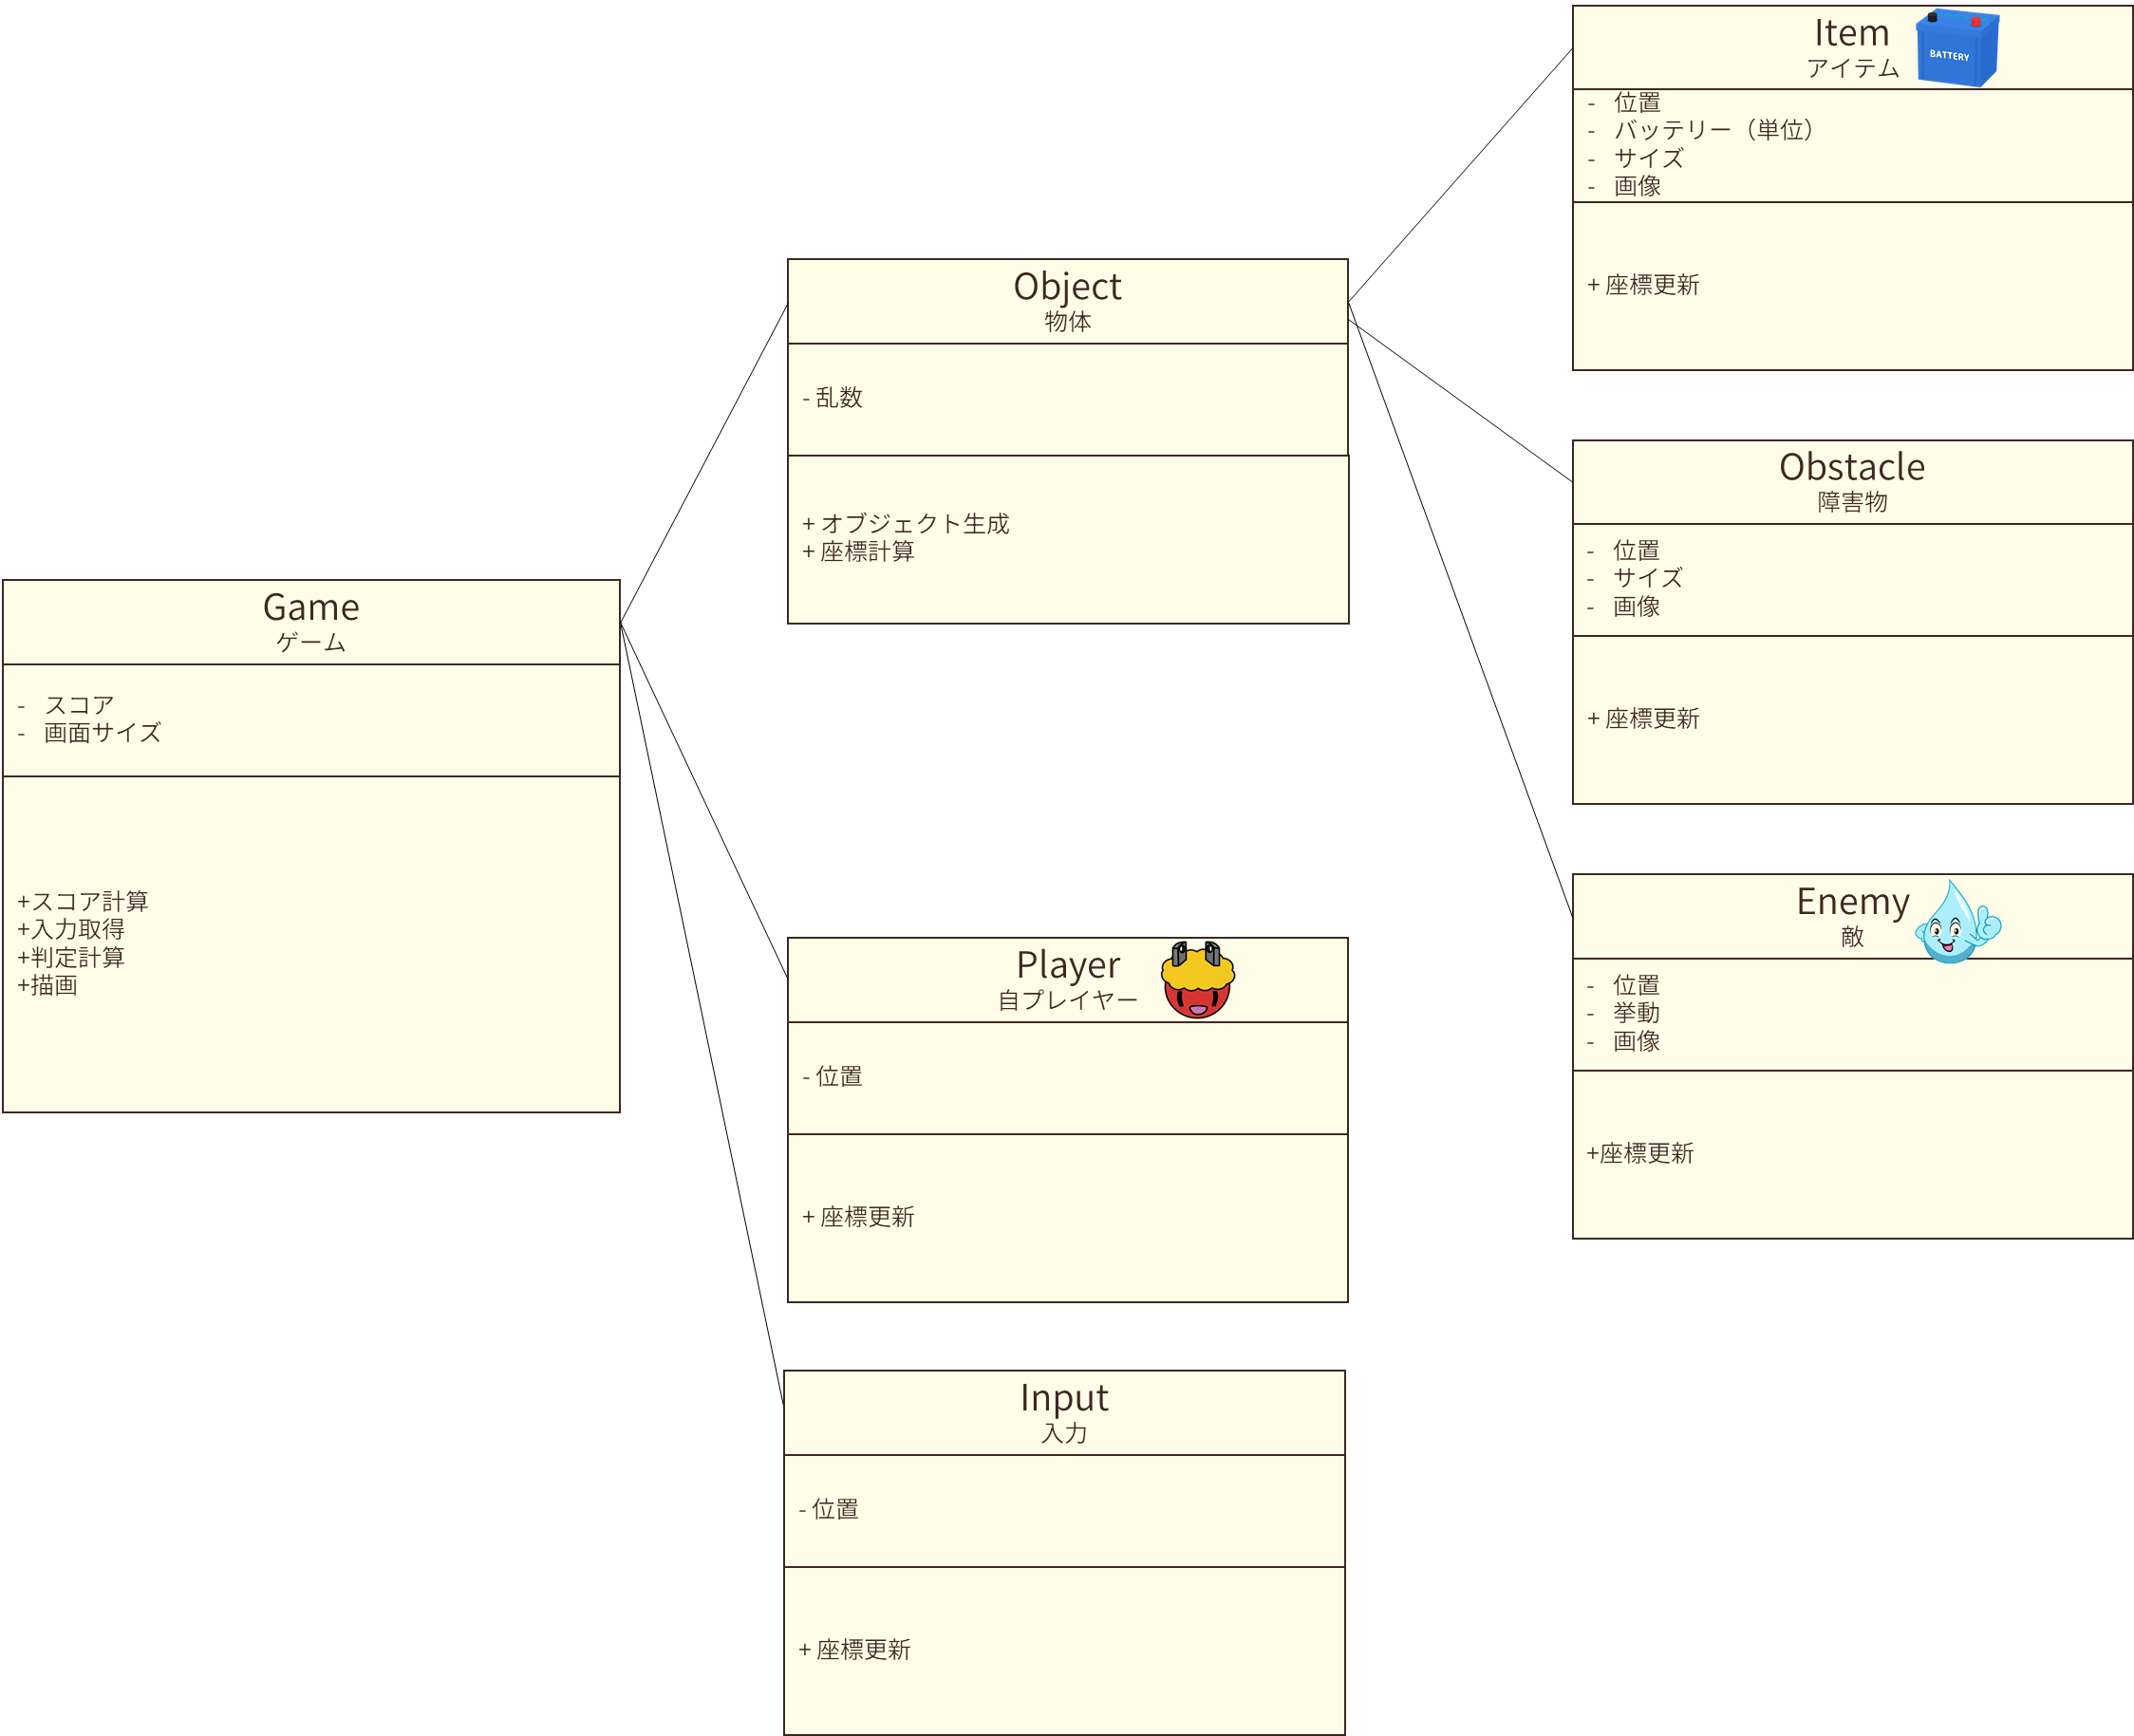 Game
ゲーム
- スコア
- 画面サイズ
+スコア計算
+入力取得
+判定計算
+描画
Object
物体
- 乱数
+ オブジェクト生成
+ 座標計算
Player
自プレイヤー
- 位置
+ 座標更新
Input
入力
- 位置
+ 座標更新
Item
アイテム
BATTERY
- 位置
- バッテリー（単位）
- サイズ
- 画像
+ 座標更新
Obstacle
障害物
- 位置
- サイズ
- 画像
+ 座標更新
Enemy
敵
- 位置
- 挙動
- 画像
+座標更新